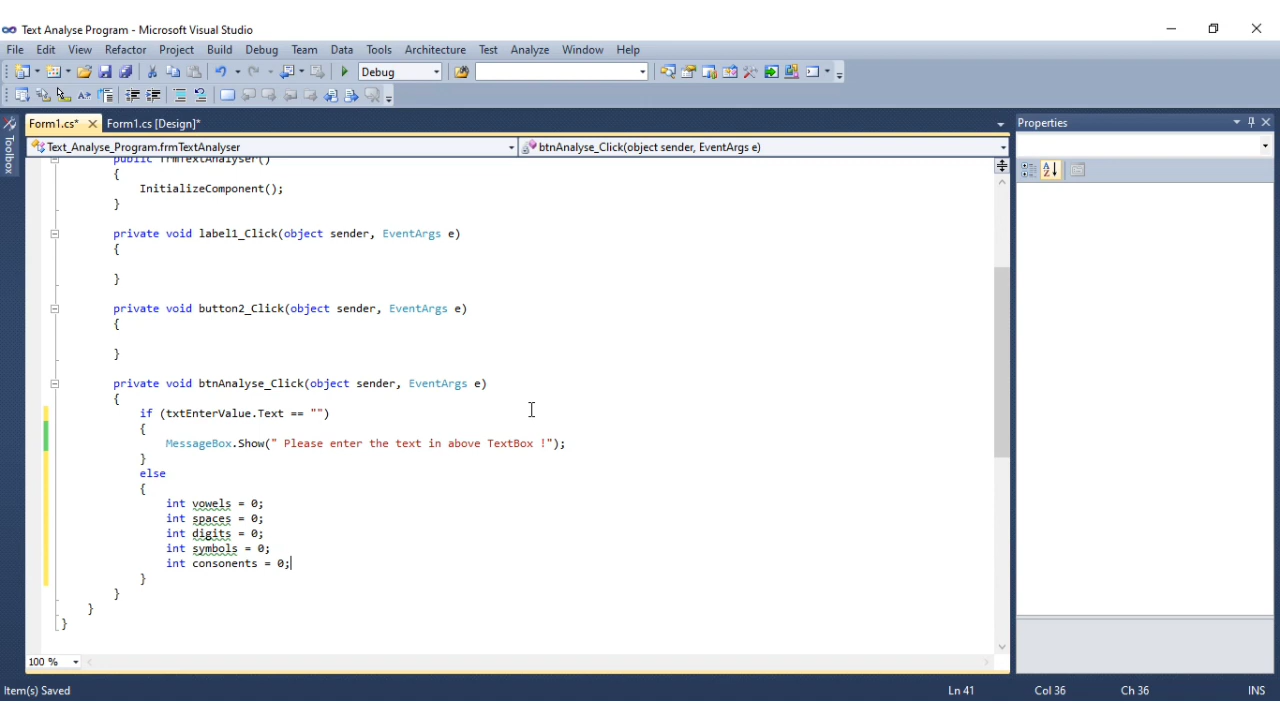 Text Analyse Program - Microsoft Visual Studio
File Edit View Refactor Project Build Debug Team Data Tools Architecture Test Analyze Window Help
Debug
Form1.cs* Form1.cs [Design]*
Properties
Toolbox
Text_Analyse_Program.frmTextAnalyser btnAnalyse_Click(object sender, EventArgs e)
public frmTextAnalyser()
{
InitializeComponent();
}
private void label1_Click(object sender, EventArgs e)
{
}
private void button2_Click(object sender, EventArgs e)
{
}
private void btnAnalyse_Click(object sender, EventArgs e)
{
if (txtEnterValue.Text == "")
{
MessageBox.Show(" Please enter the text in above TextBox !");
}
else
{
int vowels = 0;
int spaces = 0;
int digits = 0;
int symbols = 0;
int consonents = 0;
}
}
}
}
100 %
Item(s) Saved Ln 41 Col 36 Ch 36 INS